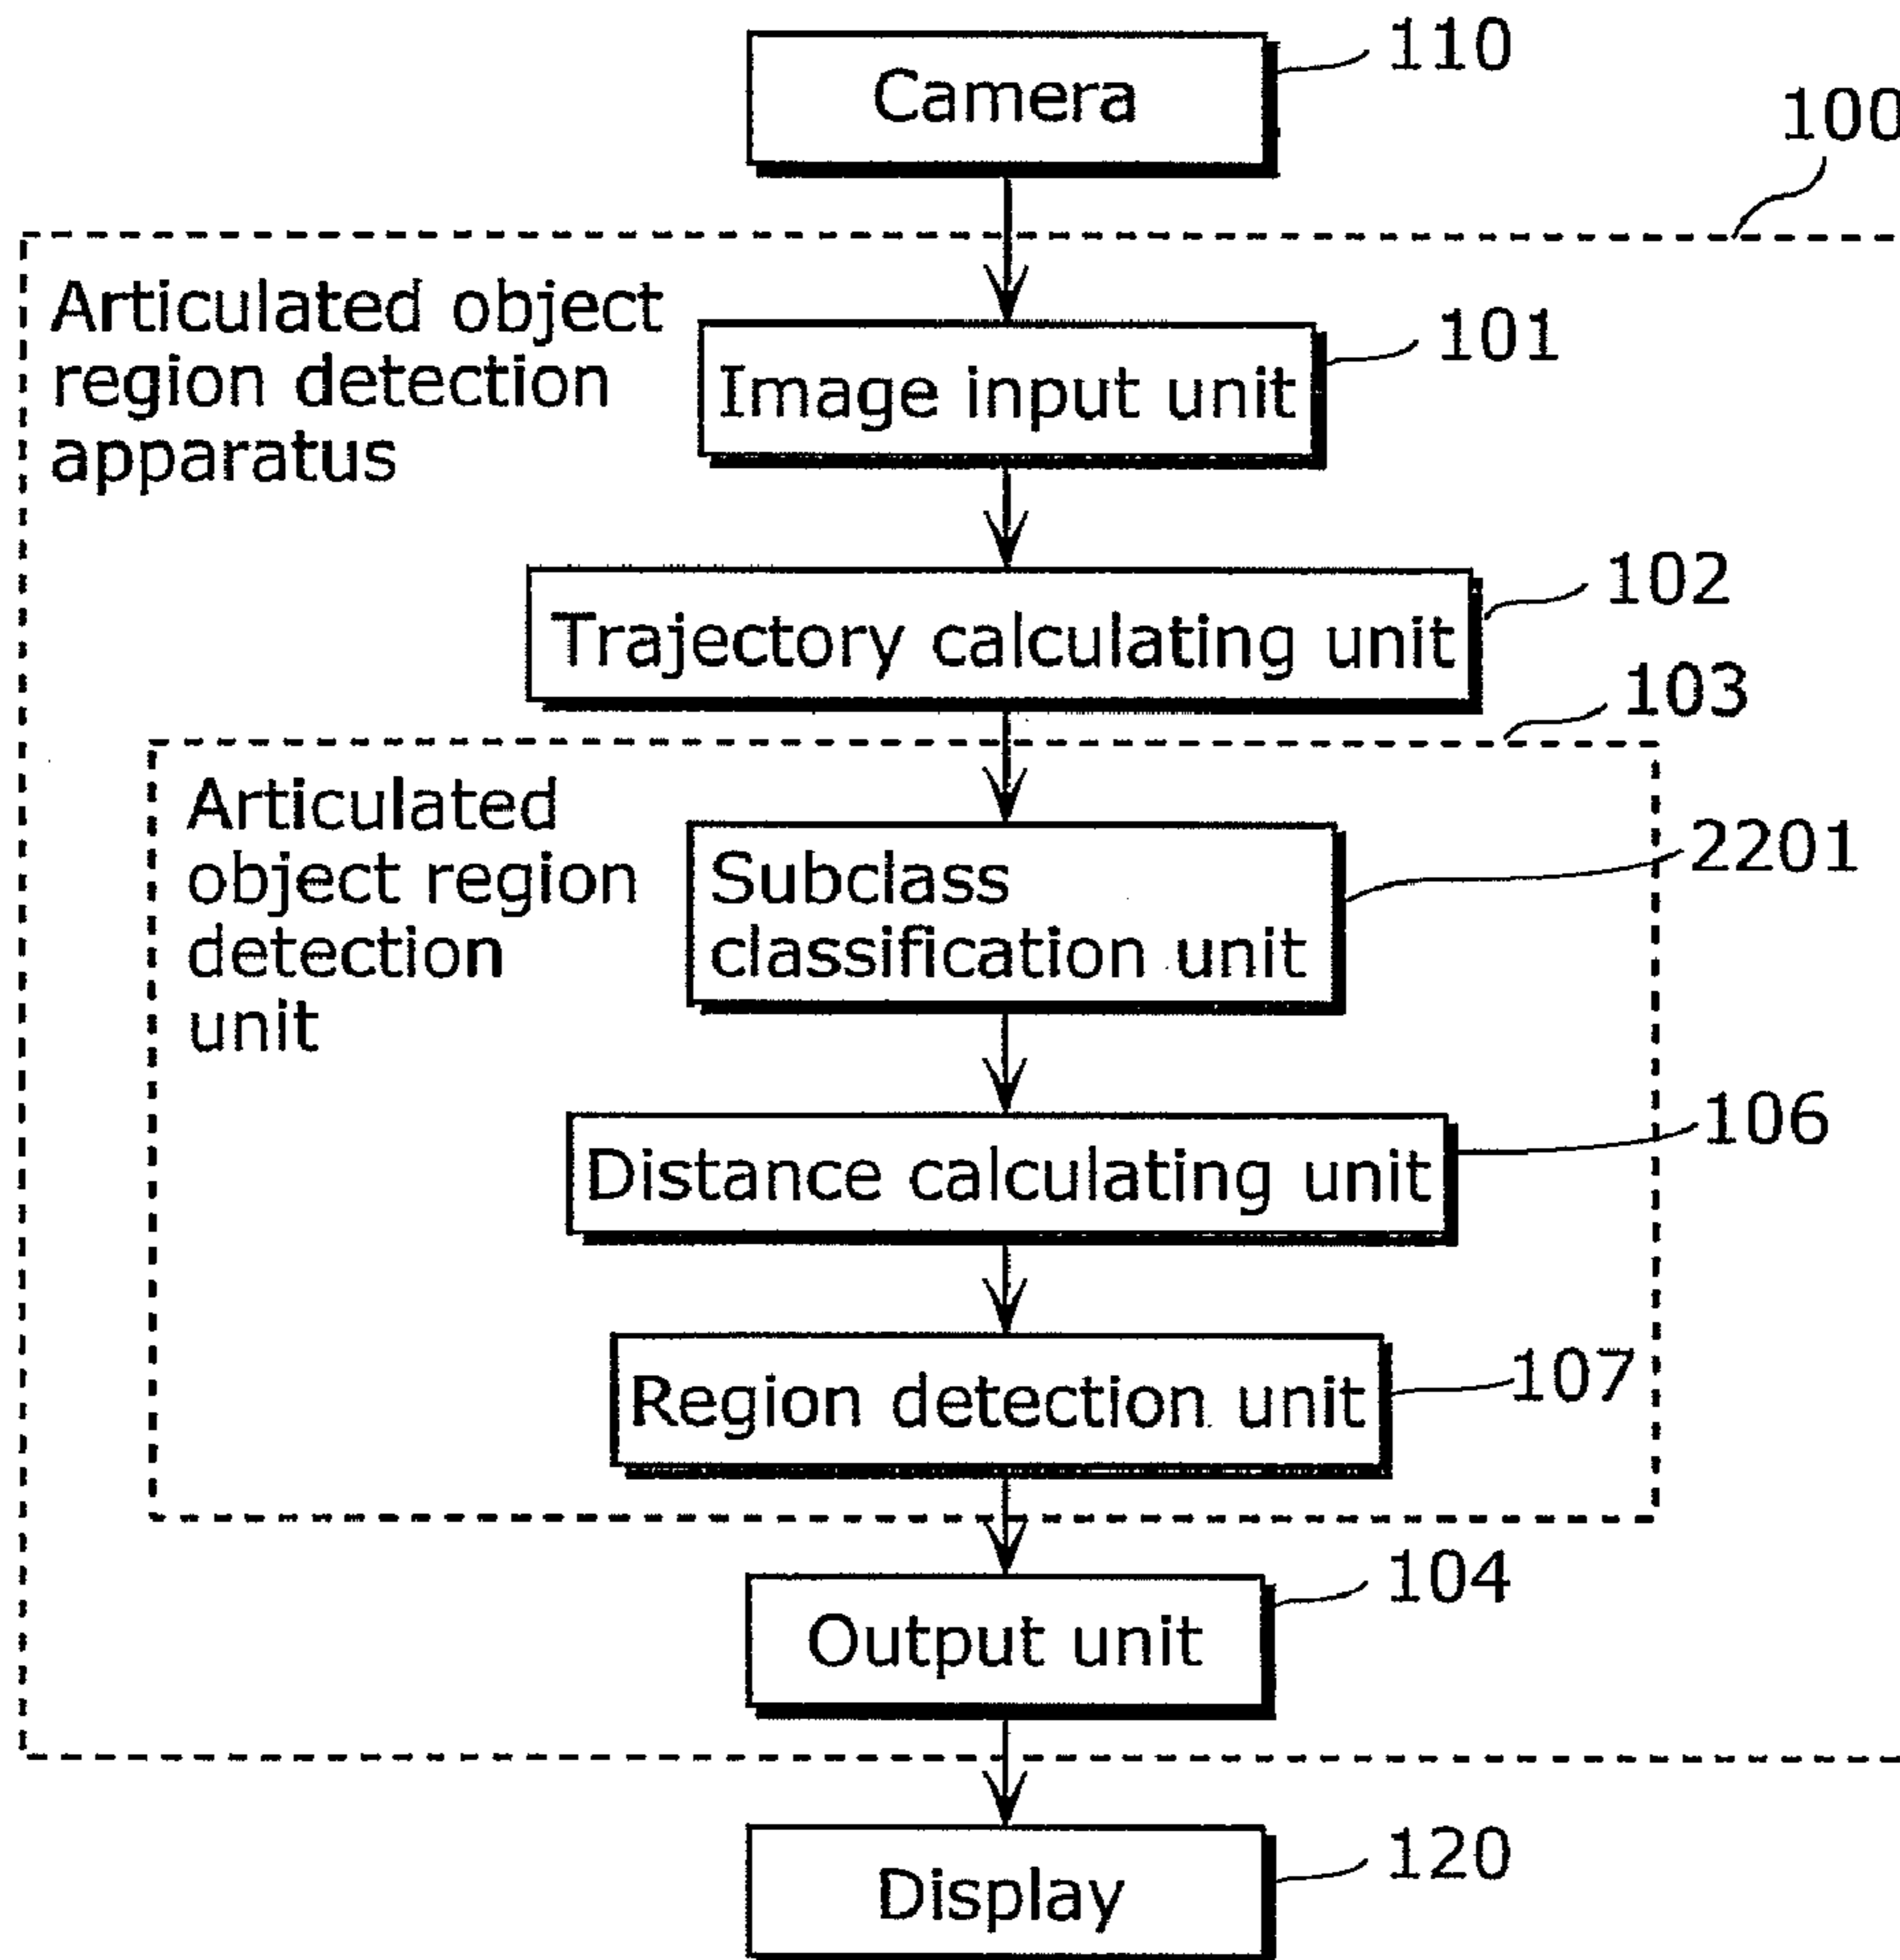 Camera
110
100
Articulated object
region detection
apparatus
Image input unit
101
Trajectory calculating unit
102
103
Articulated
object region
detection
unit
Subclass
classification unit
2201
Distance calculating unit
106
Region detection unit
107
Output unit
104
Display
120